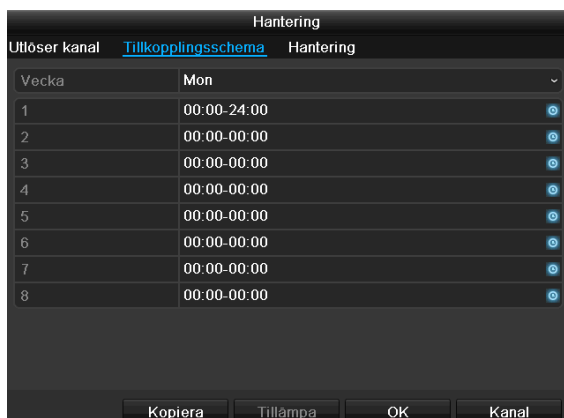 Hantering
Utlöser kanal Tillkopplingsschema Hantering
Vecka Mon
1 00:00-24:00
2 00:00-00:00
3 00:00-00:00
4 00:00-00:00
5 00:00-00:00
6 00:00-00:00
7 00:00-00:00
8 00:00-00:00
Kopiera Tillämpa OK Kanal